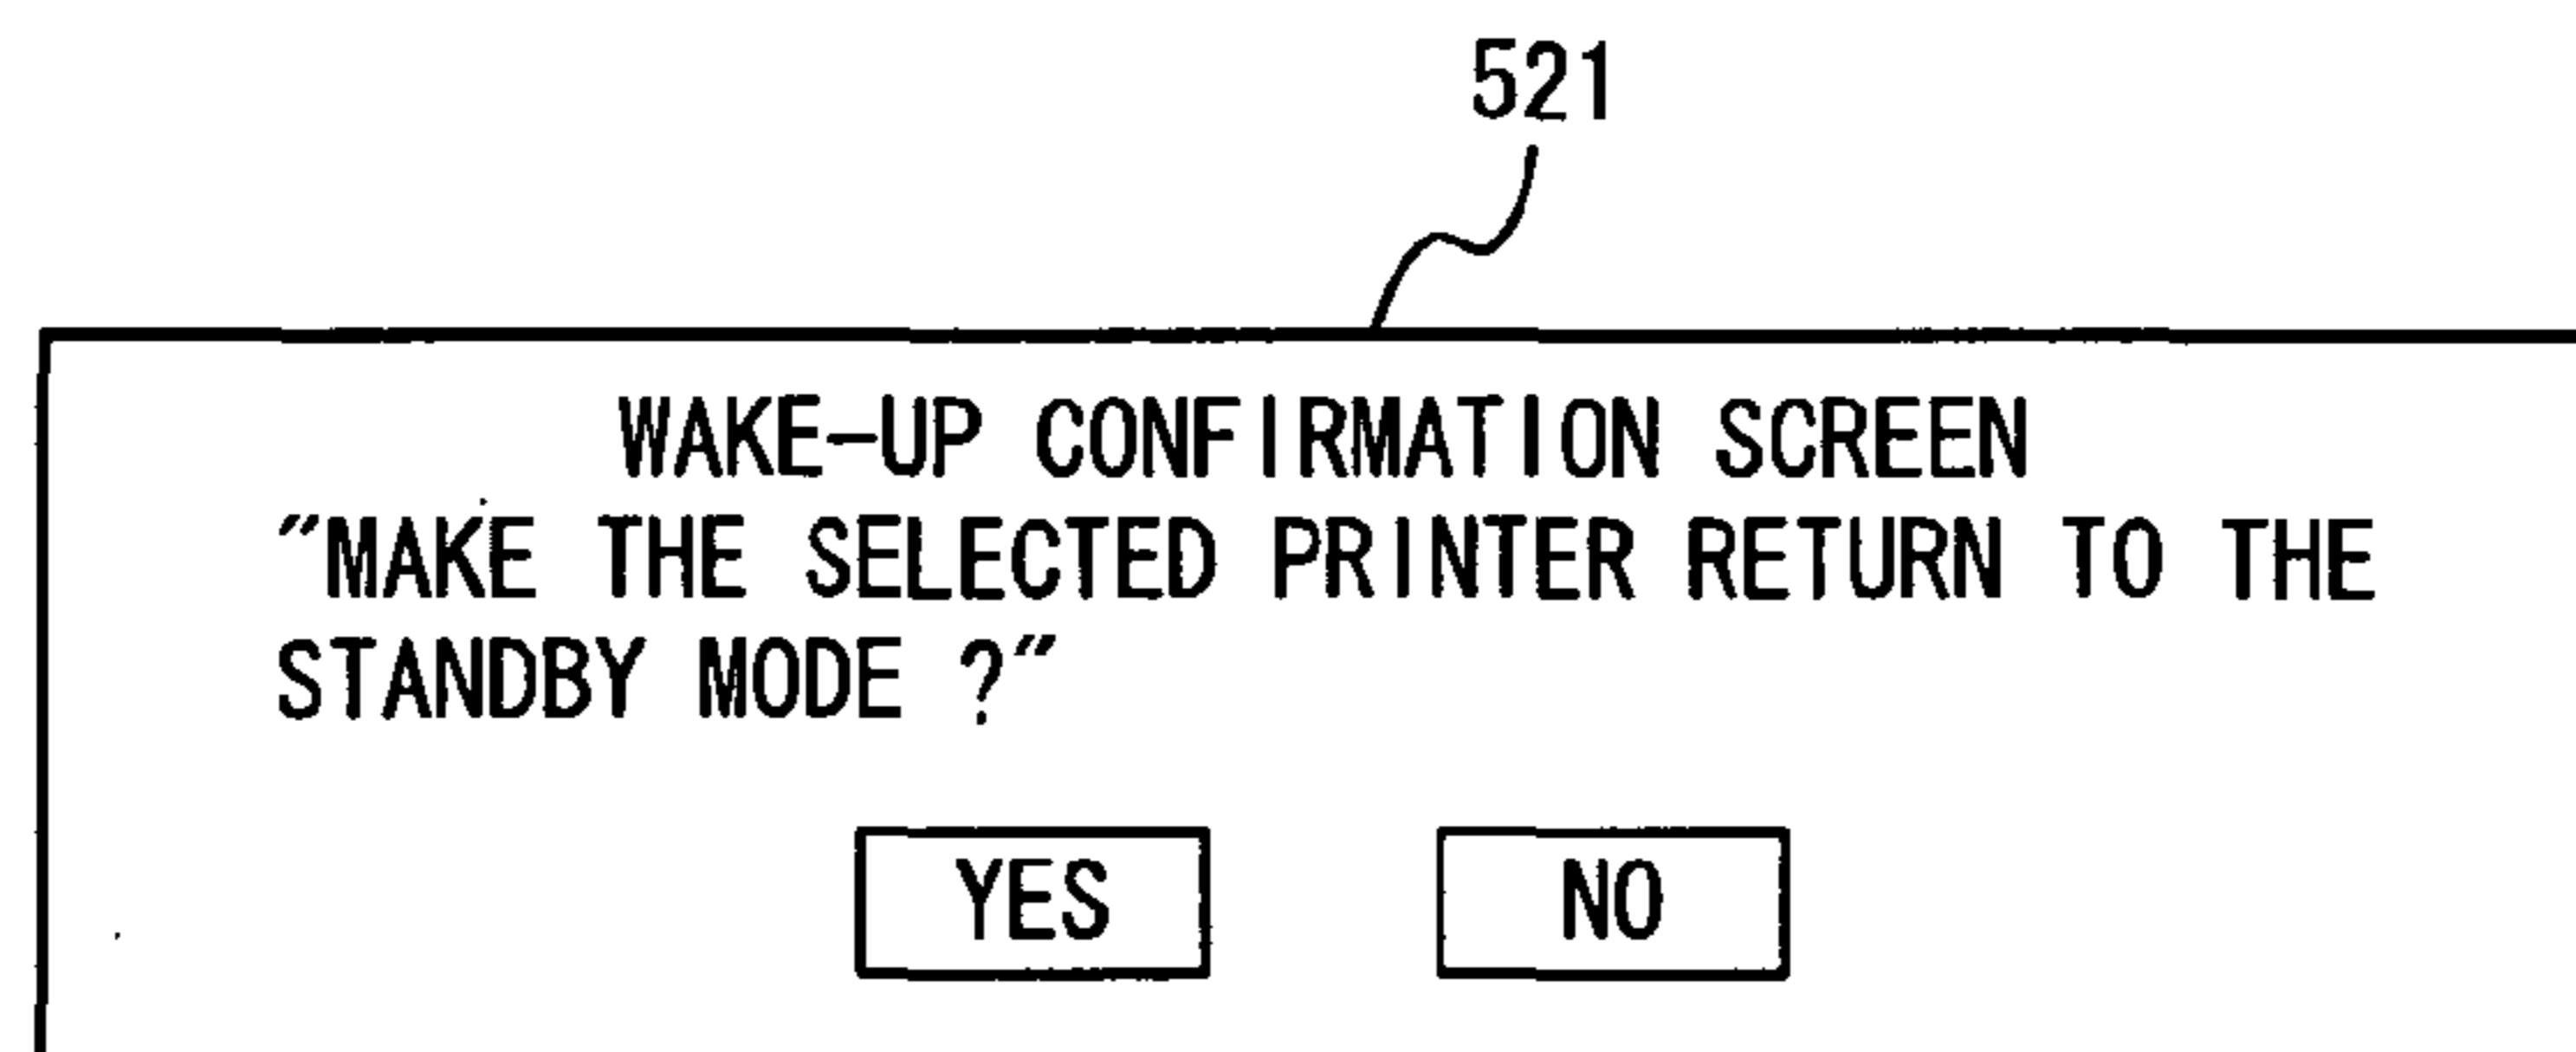 521
WAKE-UP CONFIRMATION SCREEN
"MAKE THE SELECTED PRINTER RETURN TO THE
STANDBY MODE ?"
YES NO